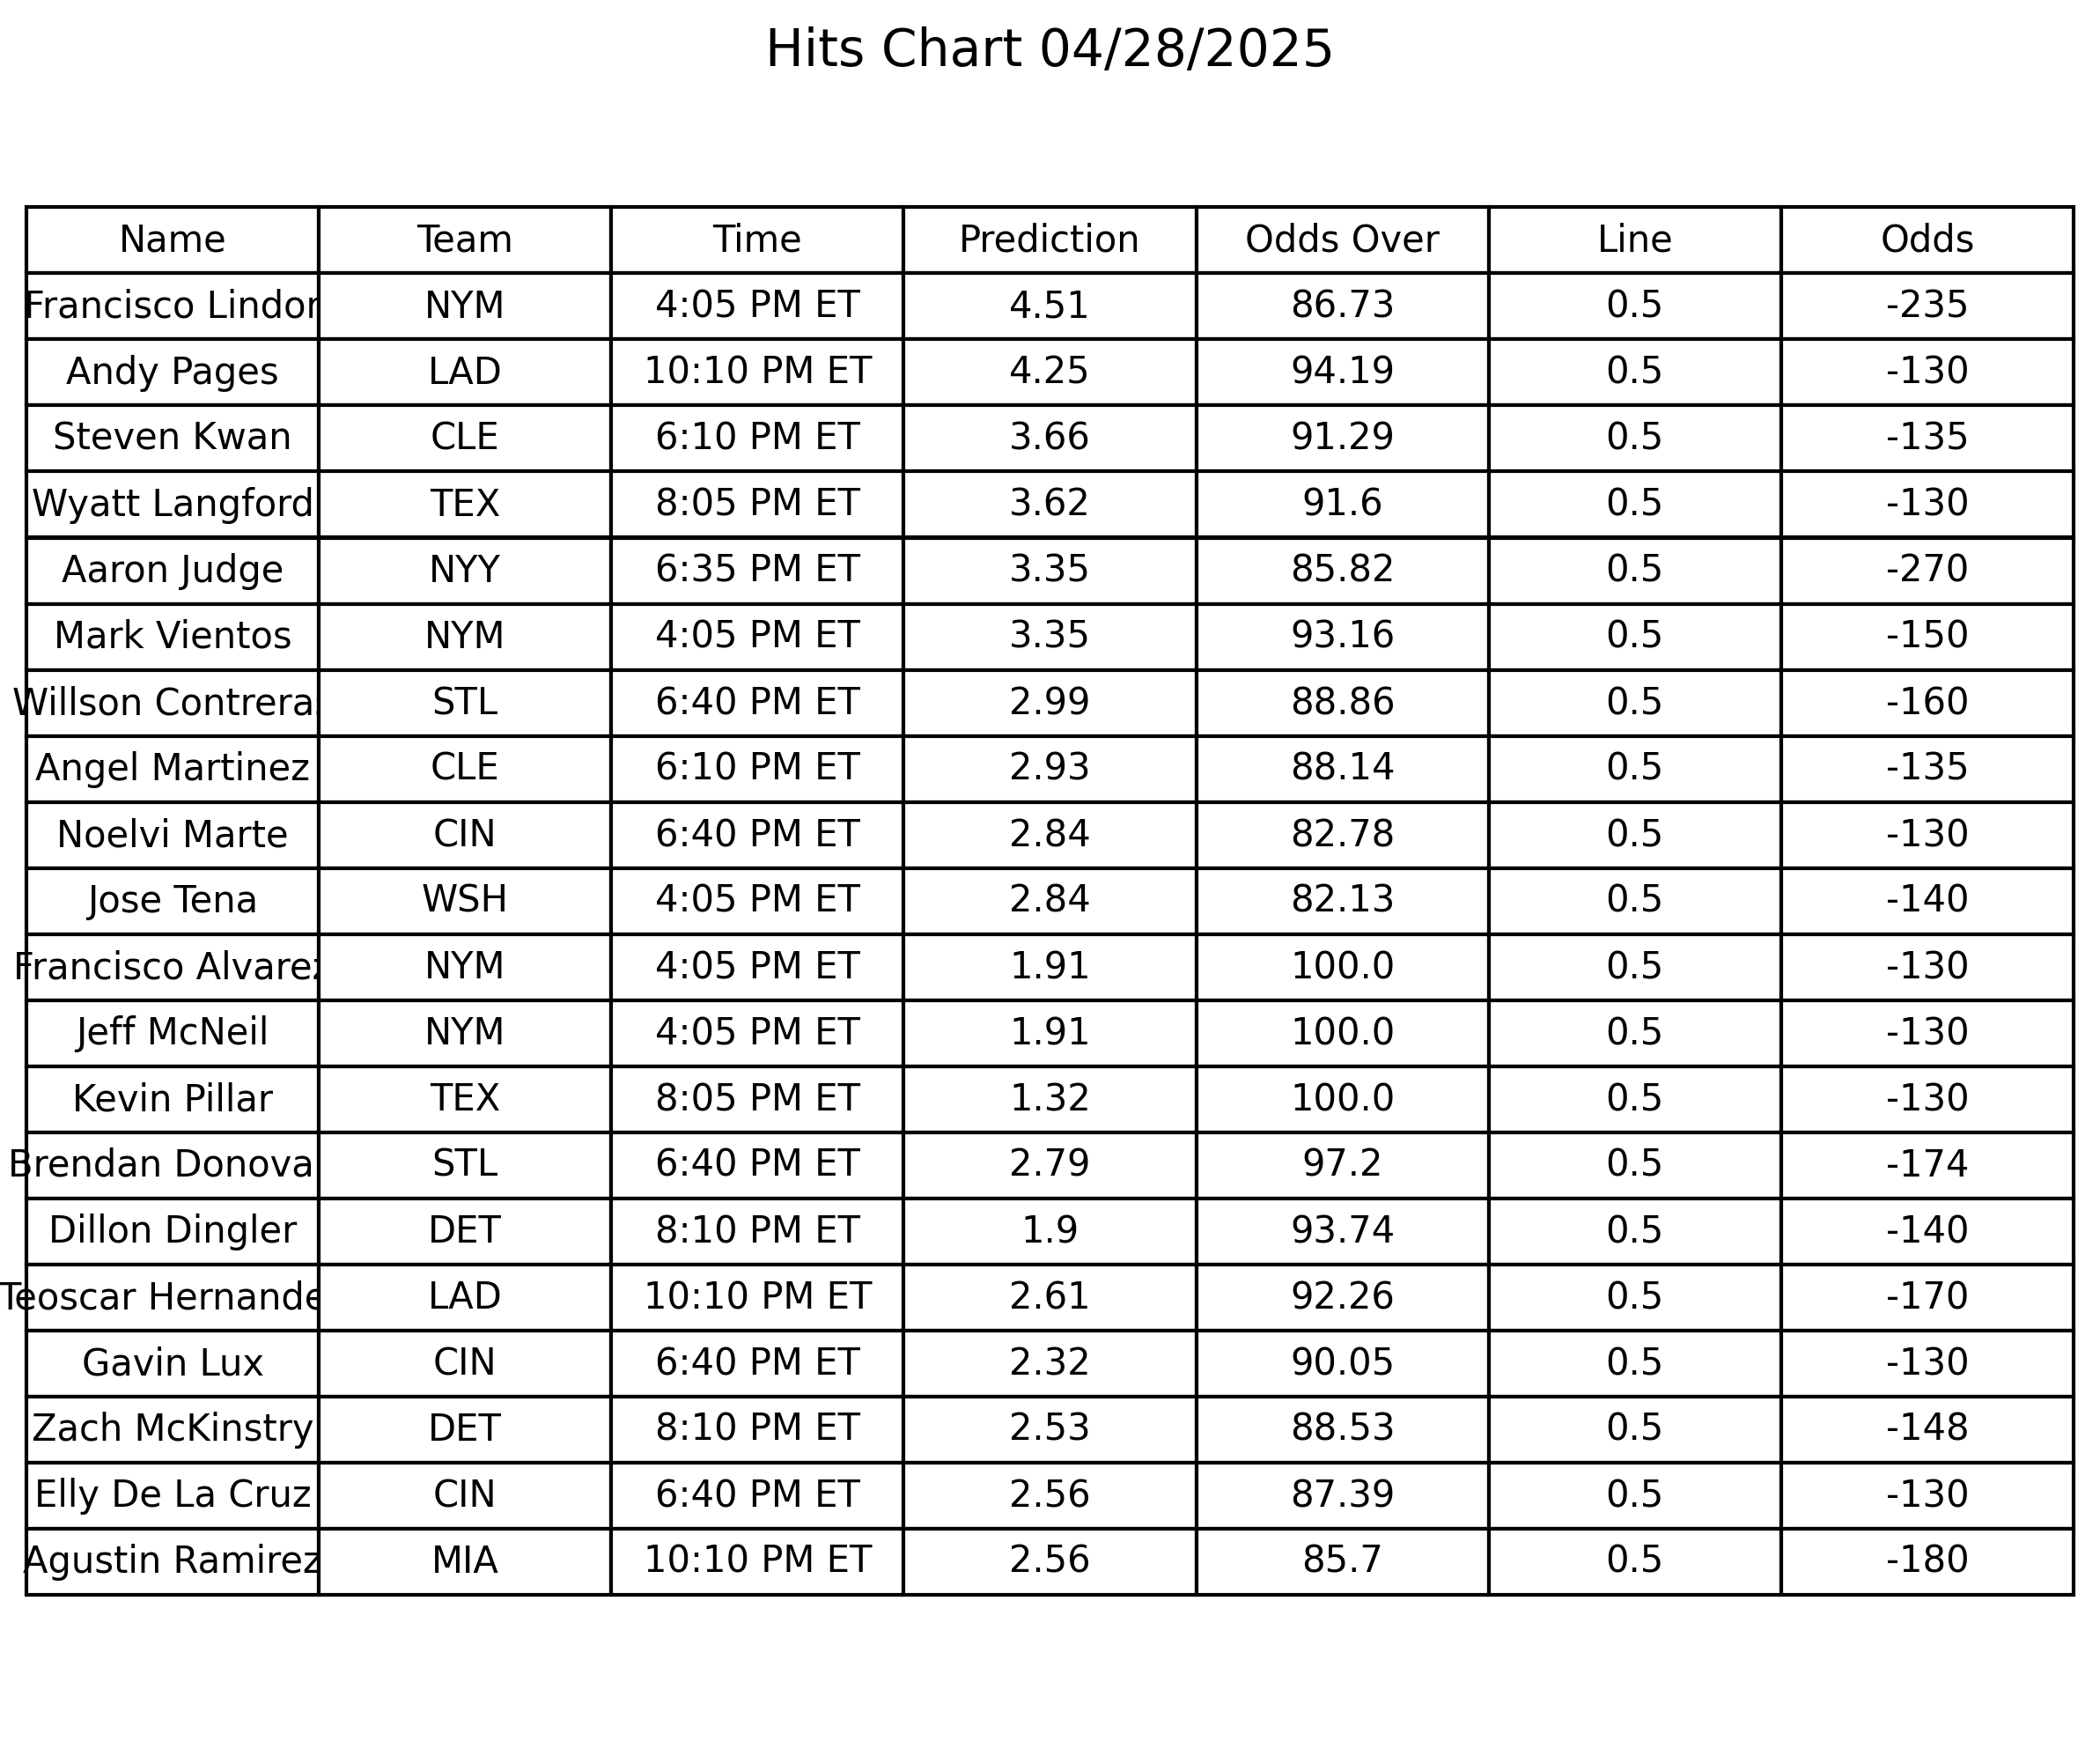 Hits Chart 04/28/2025
Name Team Time Prediction Odds Over Line Odds
Francisco Lindor NYM 4:05 PM ET 4.51 86.73 0.5 -235
Andy Pages LAD 10:10 PM ET 4.25 94.19 0.5 -130
Steven Kwan CLE 6:10 PM ET 3.66 91.29 0.5 -135
Wyatt Langford TEX 8:05 PM ET 3.62 91.6 0.5 -130
Aaron Judge NYY 6:35 PM ET 3.35 85.82 0.5 -270
Mark Vientos NYM 4:05 PM ET 3.35 93.16 0.5 -150
Willson Contreras STL 6:40 PM ET 2.99 88.86 0.5 -160
Angel Martinez CLE 6:10 PM ET 2.93 88.14 0.5 -135
Noelvi Marte CIN 6:40 PM ET 2.84 82.78 0.5 -130
Jose Tena WSH 4:05 PM ET 2.84 82.13 0.5 -140
Francisco Alvarez NYM 4:05 PM ET 1.91 100.0 0.5 -130
Jeff McNeil NYM 4:05 PM ET 1.91 100.0 0.5 -130
Kevin Pillar TEX 8:05 PM ET 1.32 100.0 0.5 -130
Brendan Donova STL 6:40 PM ET 2.79 97.2 0.5 -174
Dillon Dingler DET 8:10 PM ET 1.9 93.74 0.5 -140
Teoscar Hernande LAD 10:10 PM ET 2.61 92.26 0.5 -170
Gavin Lux CIN 6:40 PM ET 2.32 90.05 0.5 -130
Zach McKinstry DET 8:10 PM ET 2.53 88.53 0.5 -148
Elly De La Cruz CIN 6:40 PM ET 2.56 87.39 0.5 -130
Agustin Ramirez MIA 10:10 PM ET 2.56 85.7 0.5 -180